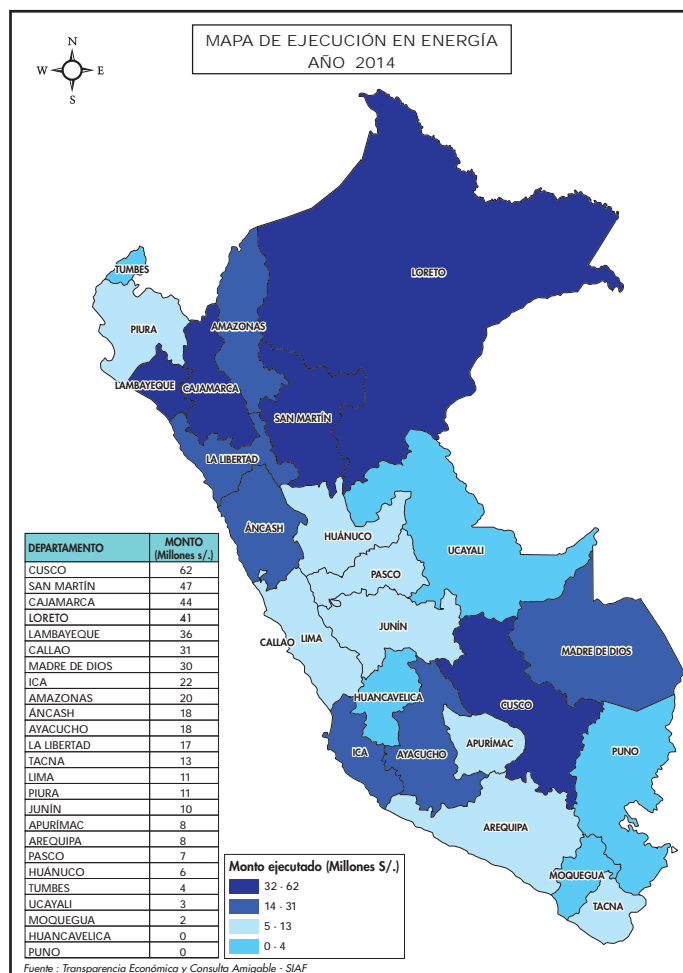 MAPA DE EJECUCIÓN EN ENERGÍA
AÑO 2014
N
W E
S
LORETO
TUMBES
AMAZONAS
PIURA
LAMBAYEQUE
CAJAMARCA
SAN MARTÍN
LA LIBERTAD
ÁNCASH
HUÁNUCO
UCAYALI
PASCO
JUNÍN
CALLAO
LIMA
MADRE DE DIOS
HUANCAVELICA
CUSCO
ICA
AYACUCHO
APURÍMAC
PUNO
AREQUIPA
MOQUEGUA
TACNA
DEPARTAMENTO MONTO
(Millones s/.)
CUSCO 62
SAN MARTÍN 47
CAJAMARCA 44
LORETO 41
LAMBAYEQUE 36
CALLAO 31
MADRE DE DIOS 30
ICA 22
AMAZONAS 20
ÁNCASH 18
AYACUCHO 18
LA LIBERTAD 17
TACNA 13
LIMA 11
PIURA 11
JUNÍN 10
APURÍMAC 8
AREQUIPA 8
PASCO 7
HUÁNUCO 6
TUMBES 4
UCAYALI 3
MOQUEGUA 2
HUANCAVELICA 0
PUNO 0
Monto ejecutado (Millones S/.)
32 - 62
14 - 31
5 - 13
0 - 4
Fuente : Transparencia Económica y Consulta Amigable - SIAF